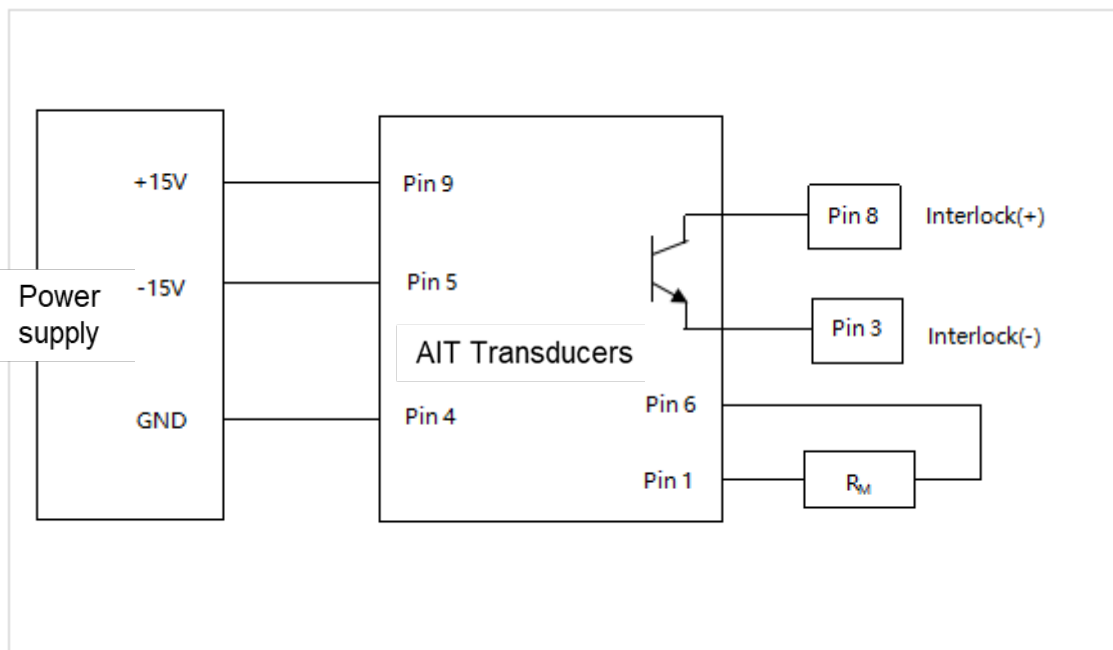 +15V
Pin 9
Pin 8
Interlock(+)
Power
supply
-15V
Pin 5
Pin 3
Interlock(-)
AIT Transducers
GND
Pin 4
Pin 6
Pin 1
RM